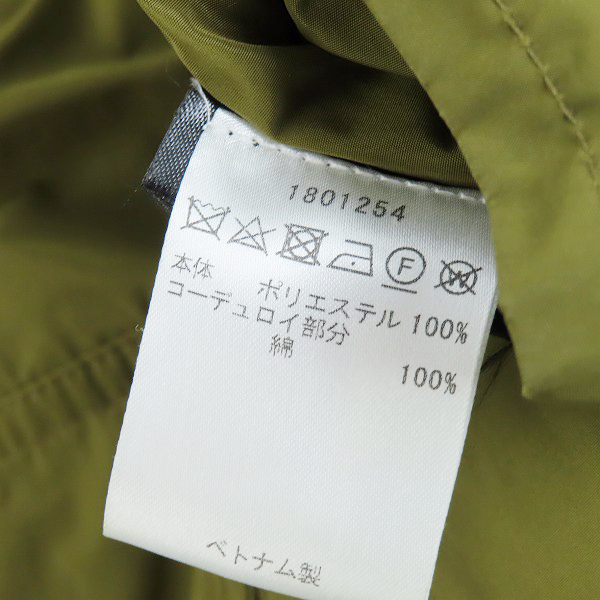 1801254
F W
本体 ポリエステル 100%
コーデュロイ部分
綿 100%
ベトナム製